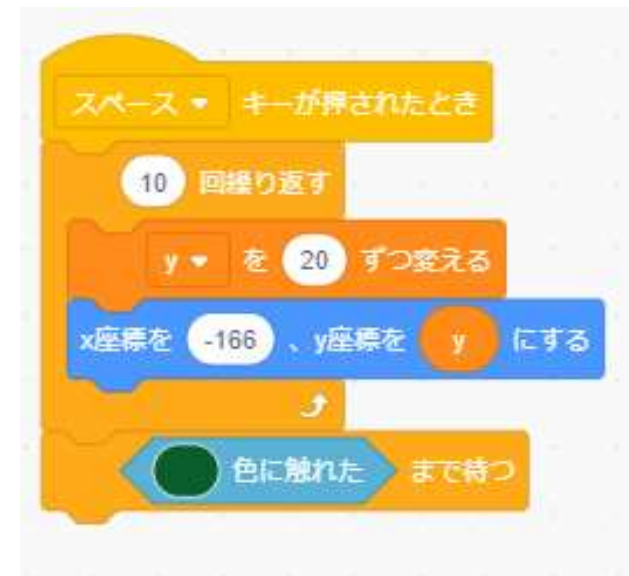 スペース キーが押されたとき
10 回繰り返す
y を 20 ずつ変える
x座標を -166 、y座標を y にする
色に触れた まで待つ